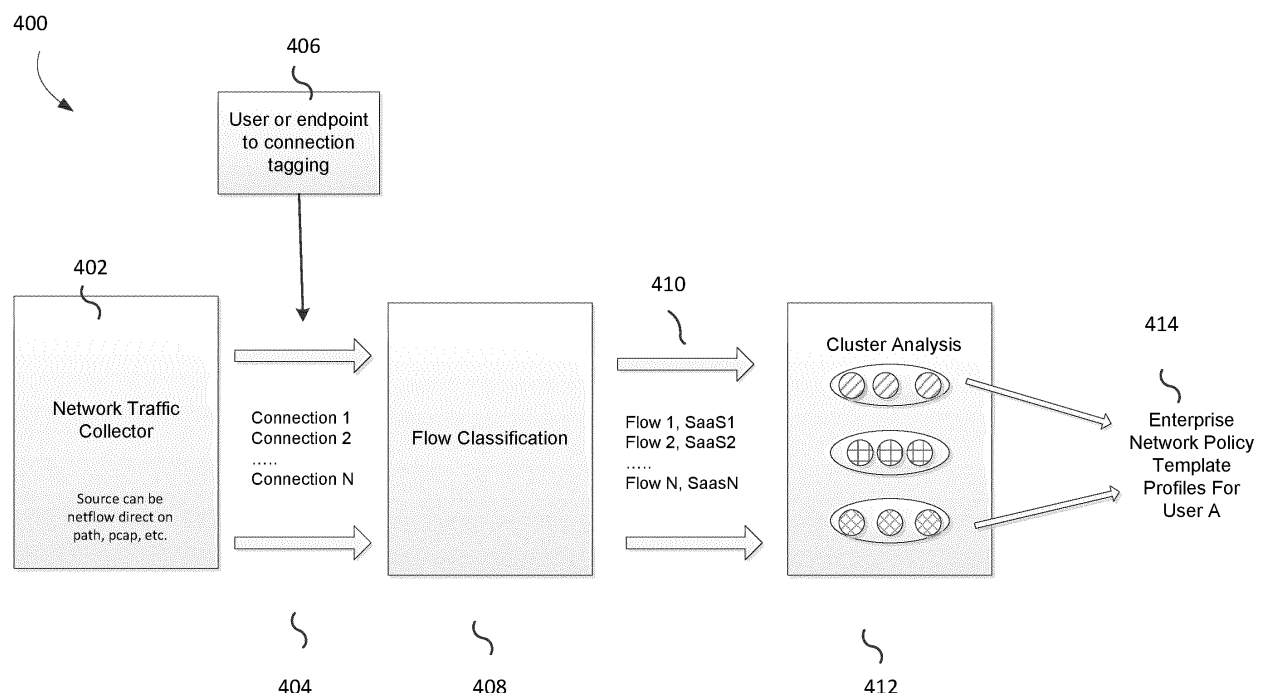 400
406
User or endpoint
to connection
tagging
402
Network Traffic
Collector
Source can be
netflow direct on
path, pcap, etc.
Connection 1
Connection 2
.....
Connection N
404
Flow Classification
408
410
Flow 1, SaaS1
Flow 2, SaaS2
.....
Flow N, SaasN
Cluster Analysis
412
414
Enterprise
Network Policy
Template
Profiles For
User A